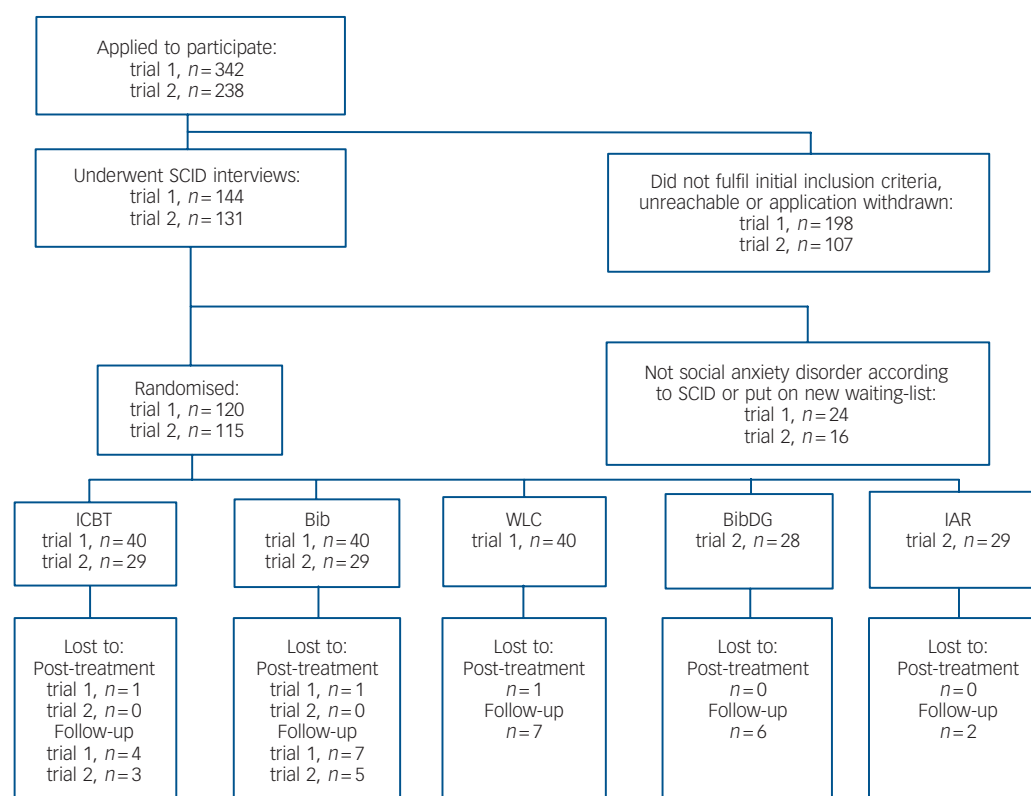 Applied to participate:
trial 1, n=342
trial 2, n=238
Underwent SCID interviews:
trial 1, n=144
trial 2, n=131
Did not fulfil initial inclusion criteria,
unreachable or application withdrawn:
trial 1, n=198
trial 2, n=107
Randomised:
trial 1, n=120
trial 2, n=115
Not social anxiety disorder according
to SCID or put on new waiting-list:
trial 1, n=24
trial 2, n=16
ICBT
trial 1, n=40
trial 2, n=29
Bib
trial 1, n=40
trial 2, n=29
WLC
trial 1, n=40
BibDG
trial 2, n=28
IAR
trial 2, n=29
Lost to:
Post-treatment
trial 1, n=1
trial 2, n=0
Follow-up
trial 1, n=4
trial 2, n=3
Lost to:
Post-treatment
trial 1, n=1
trial 2, n=0
Follow-up
trial 1, n=7
trial 2, n=5
Lost to:
Post-treatment
n=1
Follow-up
n=7
Lost to:
Post-treatment
n=0
Follow-up
n=6
Lost to:
Post-treatment
n=0
Follow-up
n=2